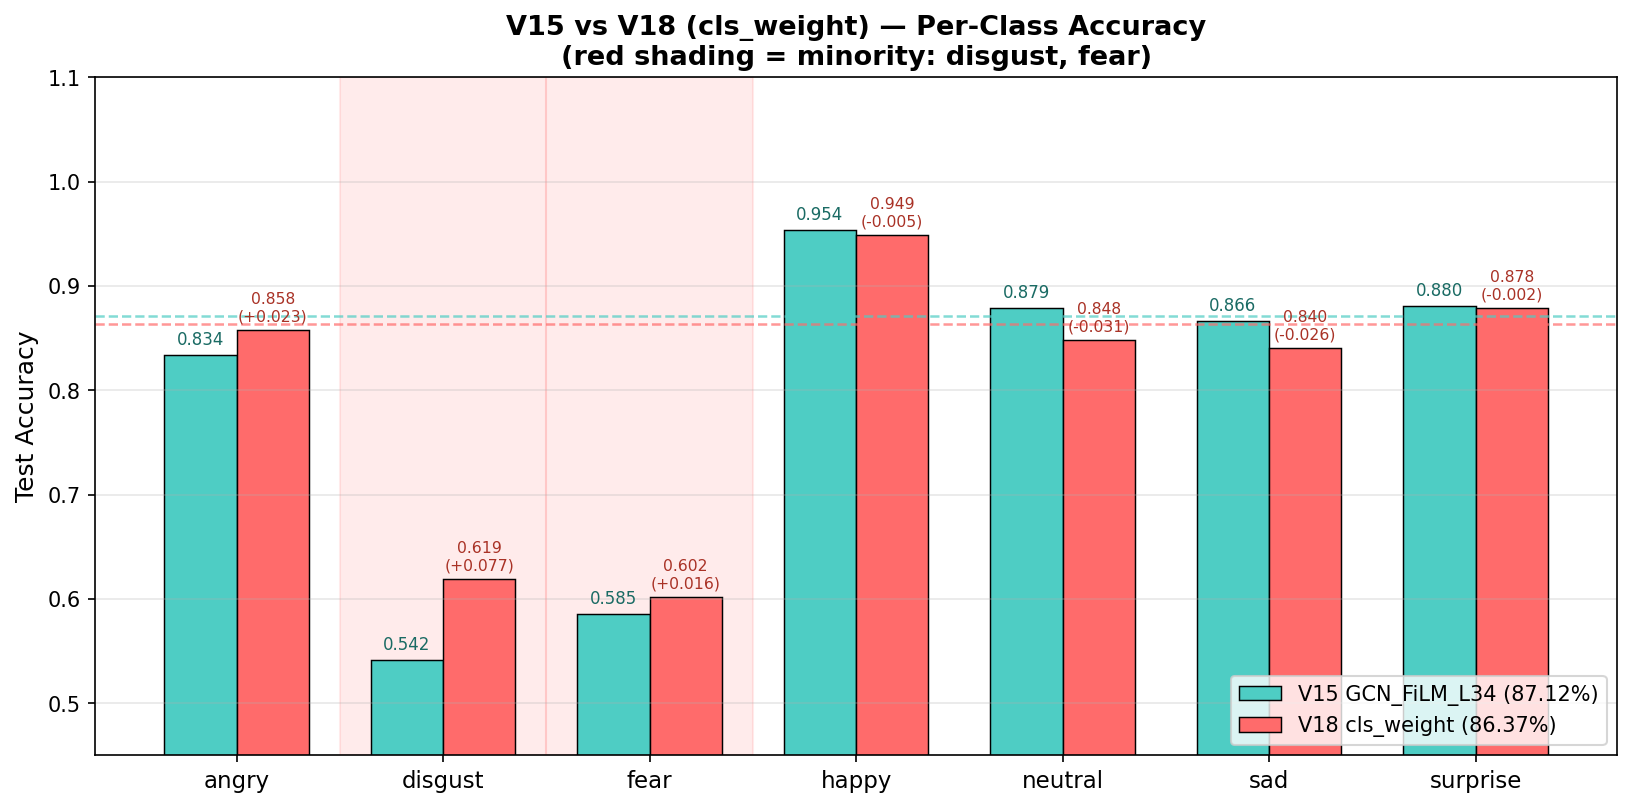 V15 vs V18 (cls_weight) — Per-Class Accuracy
(red shading = minority: disgust, fear)
Test Accuracy
1.1
1.0
0.9
0.8
0.7
0.6
0.5
0.834
0.858
(+0.023)
0.542
0.619
(+0.077)
0.585
0.602
(+0.016)
0.954
0.949
(-0.005)
0.879
0.848
(-0.031)
0.866
0.840
(-0.026)
0.880
0.878
(-0.002)
V15 GCN_FiLM_L34 (87.12%)
V18 cls_weight (86.37%)
angry
disgust
fear
happy
neutral
sad
surprise